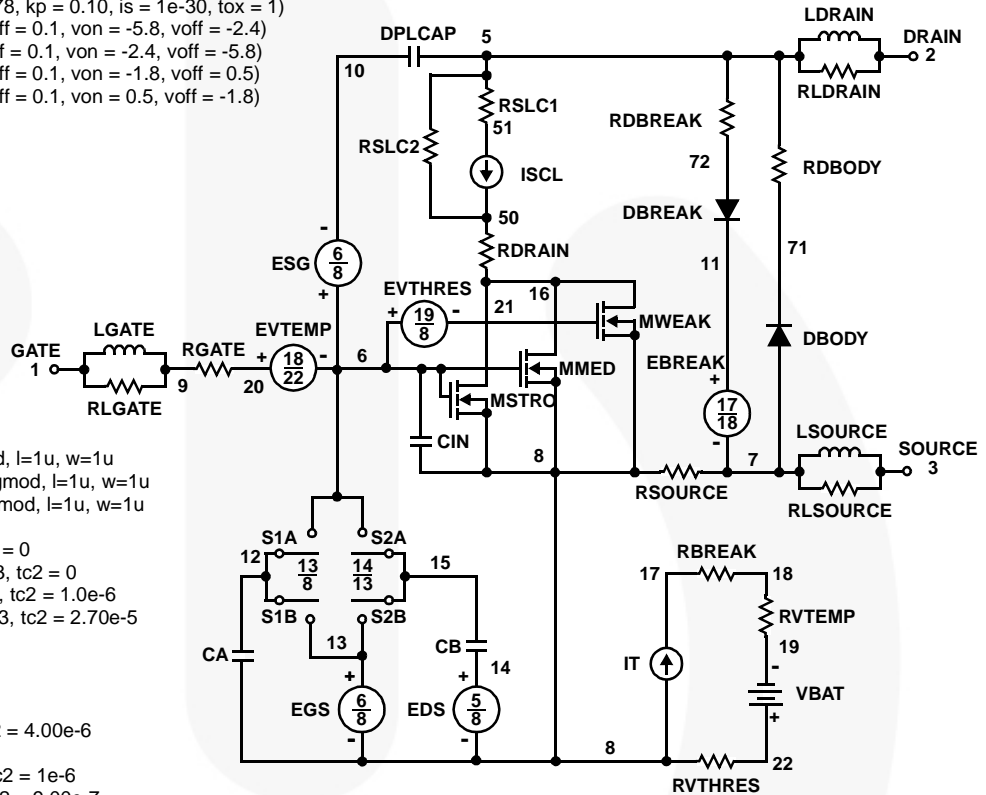 78, kp = 0.10, is = 1e-30, tox = 1)
ff = 0.1, von = -5.8, voff = -2.4)
f = 0.1, von = -2.4, voff = -5.8)
ff = 0.1, von = -1.8, voff = 0.5)
ff = 0.1, von = 0.5, voff = -1.8)
DPLCAP
5
10
LDRAIN
DRAIN
2
RLDRAIN
RSLC1
51
RSLC2
ISCL
RDBREAK
72
RDBODY
DBREAK
50
RDRAIN
71
11
-
ESG
6
8
+
EVTHRES
+
19
8
-
16
21
MWEAK
LGATE
GATE
1
RLGATE
9
RGATE
EVTEMP
+
18
22
-
20
6
MMED
MSTRO
EBREAK
+
17
18
-
DBODY
CIN
8
RSOURCE
7
LSOURCE
SOURCE
3
RLSOURCE
d, l=1u, w=1u
gmod, l=1u, w=1u
mod, l=1u, w=1u
= 0
3, tc2 = 0
, tc2 = 1.0e-6
3, tc2 = 2.70e-5
S1A
S2A
12
13
8
14
13
15
S1B
S2B
13
CA
CB
14
+
EGS
6
8
-
+
EDS
5
8
-
8
RBREAK
17
18
RVTEMP
19
IT
-
VBAT
+
22
RVTHRES
= 4.00e-6
c2 = 1e-6